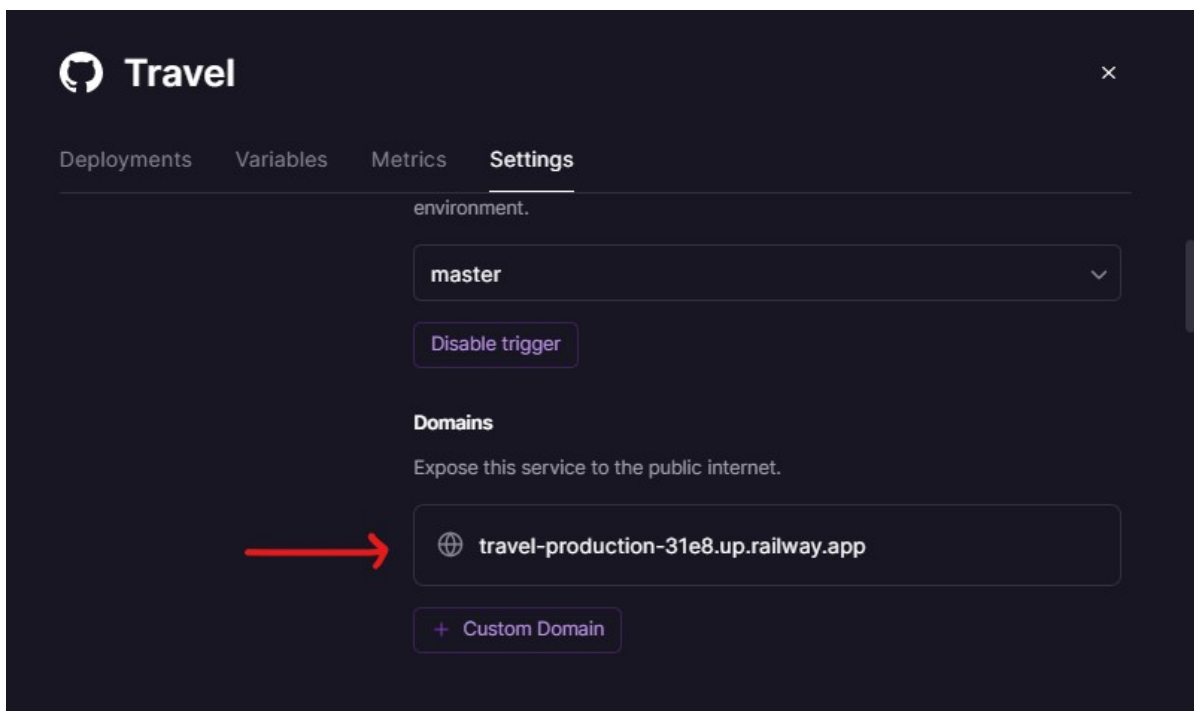 Travel
Deployments Variables Metrics Settings
environment.
master
Disable trigger
Domains
Expose this service to the public internet.
travel-production-31e8.up.railway.app
+ Custom Domain